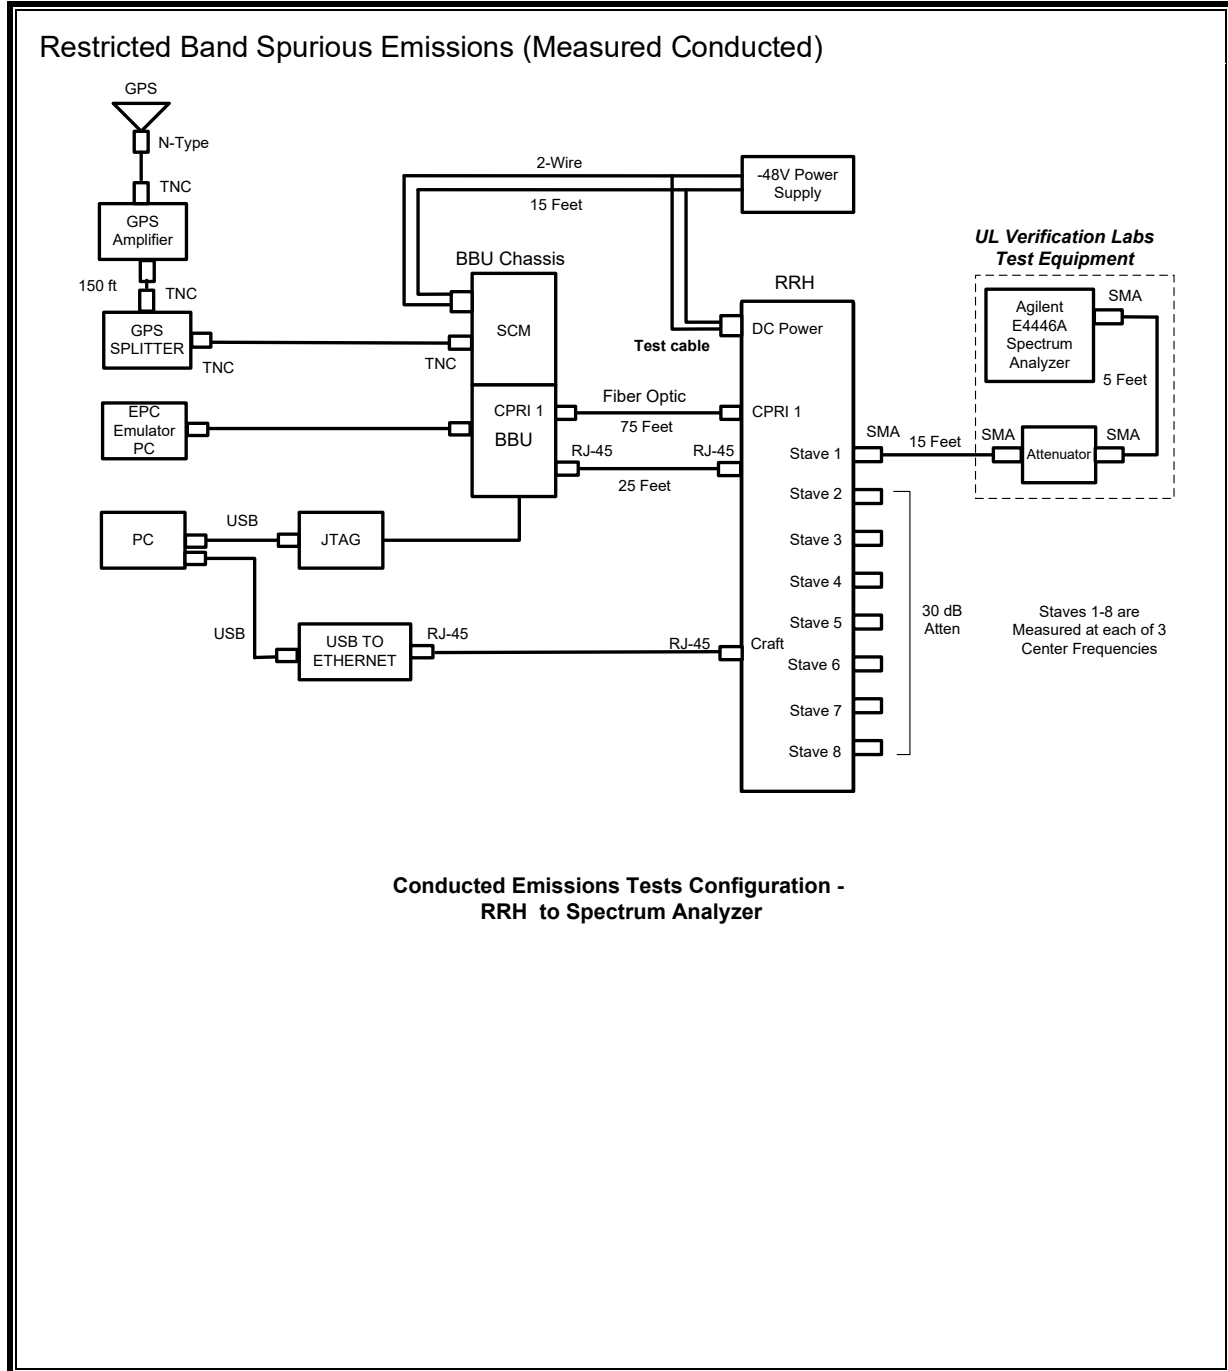 Restricted Band Spurious Emissions (Measured Conducted)
GPS
N-Type
TNC
GPS
Amplifier
150 ft
TNC
GPS
SPLITTER
TNC
TNC
2-Wire
15 Feet
-48V Power
Supply
BBU Chassis
SCM
CPRI 1
BBU
EPC
Emulator
PC
PC
USB
JTAG
USB
USB TO
ETHERNET
RJ-45
RJ-45
Fiber Optic
75 Feet
RJ-45
RJ-45
25 Feet
Test cable
RRH
DC Power
CPRI 1
Craft
Stave 1
Stave 2
Stave 3
Stave 4
Stave 5
Stave 6
Stave 7
Stave 8
30 dB
Atten
SMA
15 Feet
UL Verification Labs
Test Equipment
Agilent
E4446A
Spectrum
Analyzer
SMA
5 Feet
SMA
Attenuator
SMA
Staves 1-8 are
Measured at each of 3
Center Frequencies
Conducted Emissions Tests Configuration -
RRH to Spectrum Analyzer